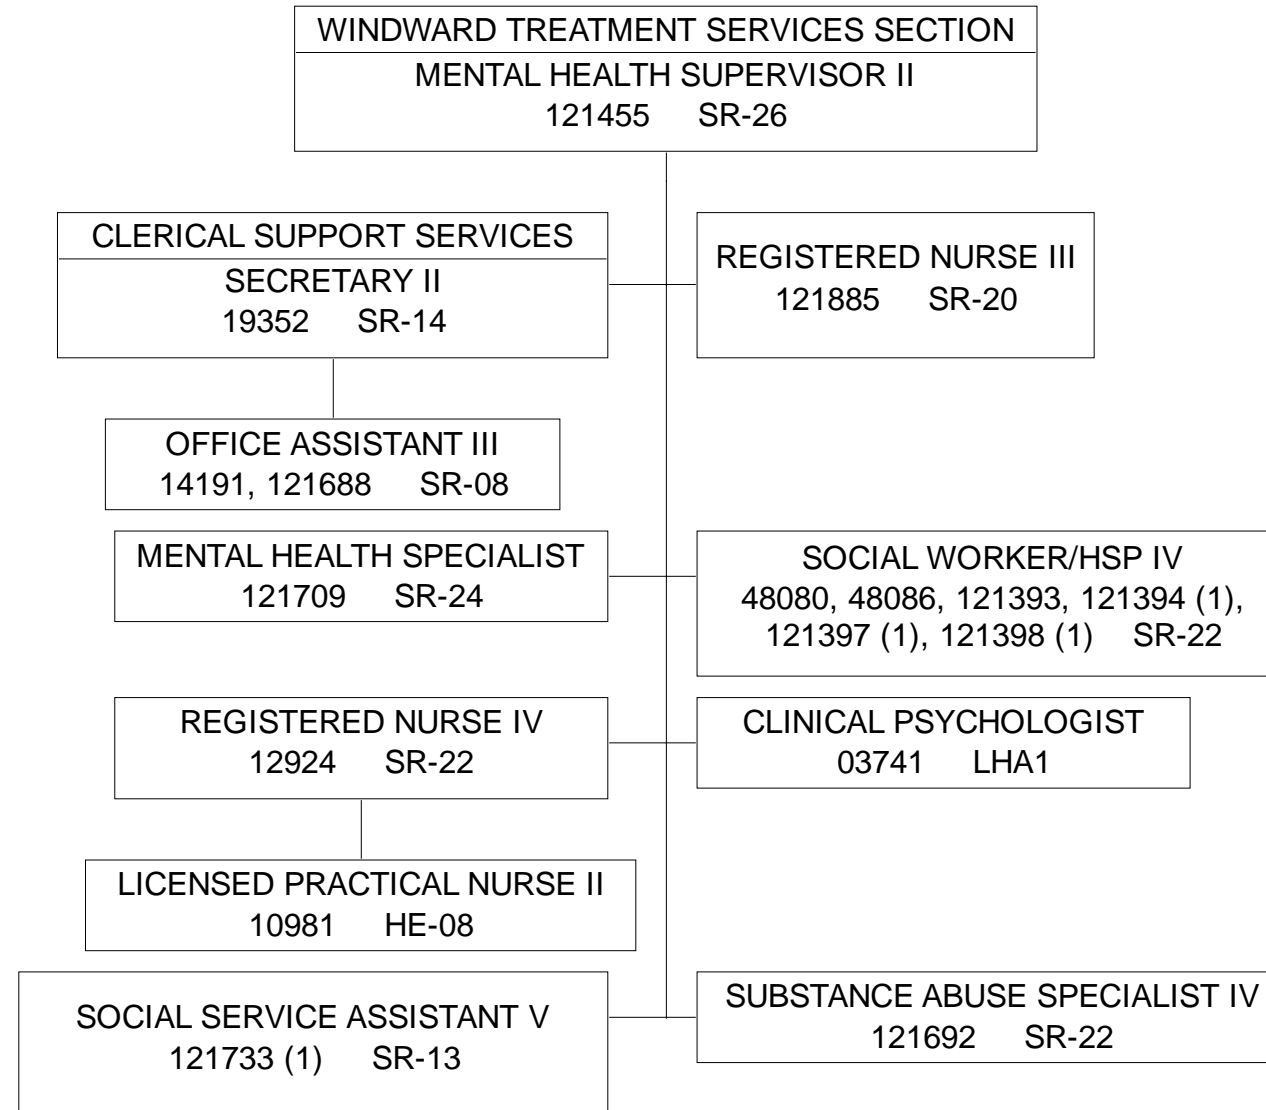 WINDWARD TREATMENT SERVICES SECTION
MENTAL HEALTH SUPERVISOR II
121455 SR-26
CLERICAL SUPPORT SERVICES
SECRETARY II
19352 SR-14
REGISTERED NURSE III
121885 SR-20
OFFICE ASSISTANT III
14191, 121688 SR-08
MENTAL HEALTH SPECIALIST
121709 SR-24
SOCIAL WORKER/HSP IV
48080, 48086, 121393, 121394 (1),
121397 (1), 121398 (1) SR-22
REGISTERED NURSE IV
12924 SR-22
CLINICAL PSYCHOLOGIST
03741 LHA1
LICENSED PRACTICAL NURSE II
10981 HE-08
SOCIAL SERVICE ASSISTANT V
121733 (1) SR-13
SUBSTANCE ABUSE SPECIALIST IV
121692 SR-22